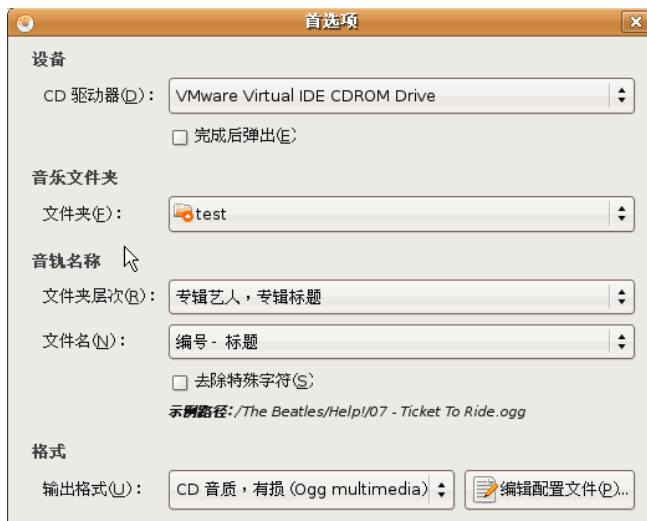 首选项
设备
CD 驱动器(D)： VMware Virtual IDE CDROM Drive
完成后弹出(E)
音乐文件夹
文件夹(F)： test
音轨名称
文件夹层次(R)： 专辑艺人，专辑标题
文件名(N)： 编号 - 标题
去除特殊字符(S)
示例路径：/The Beatles/Help!/07 - Ticket To Ride.ogg
格式
输出格式(U)： CD 音质，有损 (Ogg multimedia) 编辑配置文件(P)...